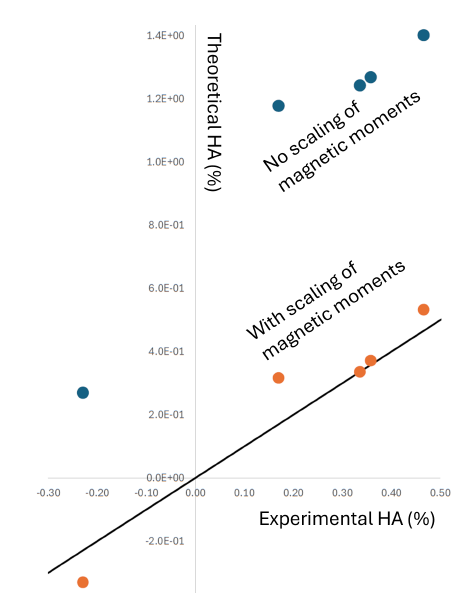 1.4E+00
Theoretical HA (%)
1.2E+00
No scaling of
magnetic moments
1.0E+00
8.0E-01
6.0E-01
With scaling of
magnetic moments
4.0E-01
2.0E-01
0.0E+00
-0.30 -0.20 -0.10 0.00 0.10 0.20 0.30 0.40 0.50
Experimental HA (%)
-2.0E-01